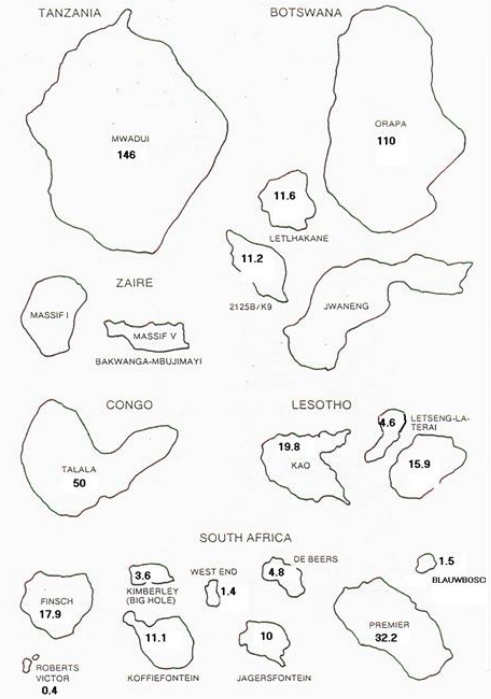 TANZANIA
MWADUI
146
BOTSWANA
ORAPA
110
11.6
LETLHAKANE
11.2
2125B/K9
JWANENG
ZAIRE
MASSIF I
MASSIF V
BAKWANGA-MBUJIMAYI
CONGO
TALALA
50
LESOTHO
19.8
KAO
4.6
LETSENG-LA-
TERAI
15.9
SOUTH AFRICA
FINSCH
17.9
3.6
KIMBERLEY
(BIG HOLE)
WEST END
1.4
DE BEERS
4.8
1.5
BLAUWBOSCI
PREMIER
32.2
ROBERTS
VICTOR
0.4
11.1
KOFFIEFONTEIN
10
JAGERSFONTEIN